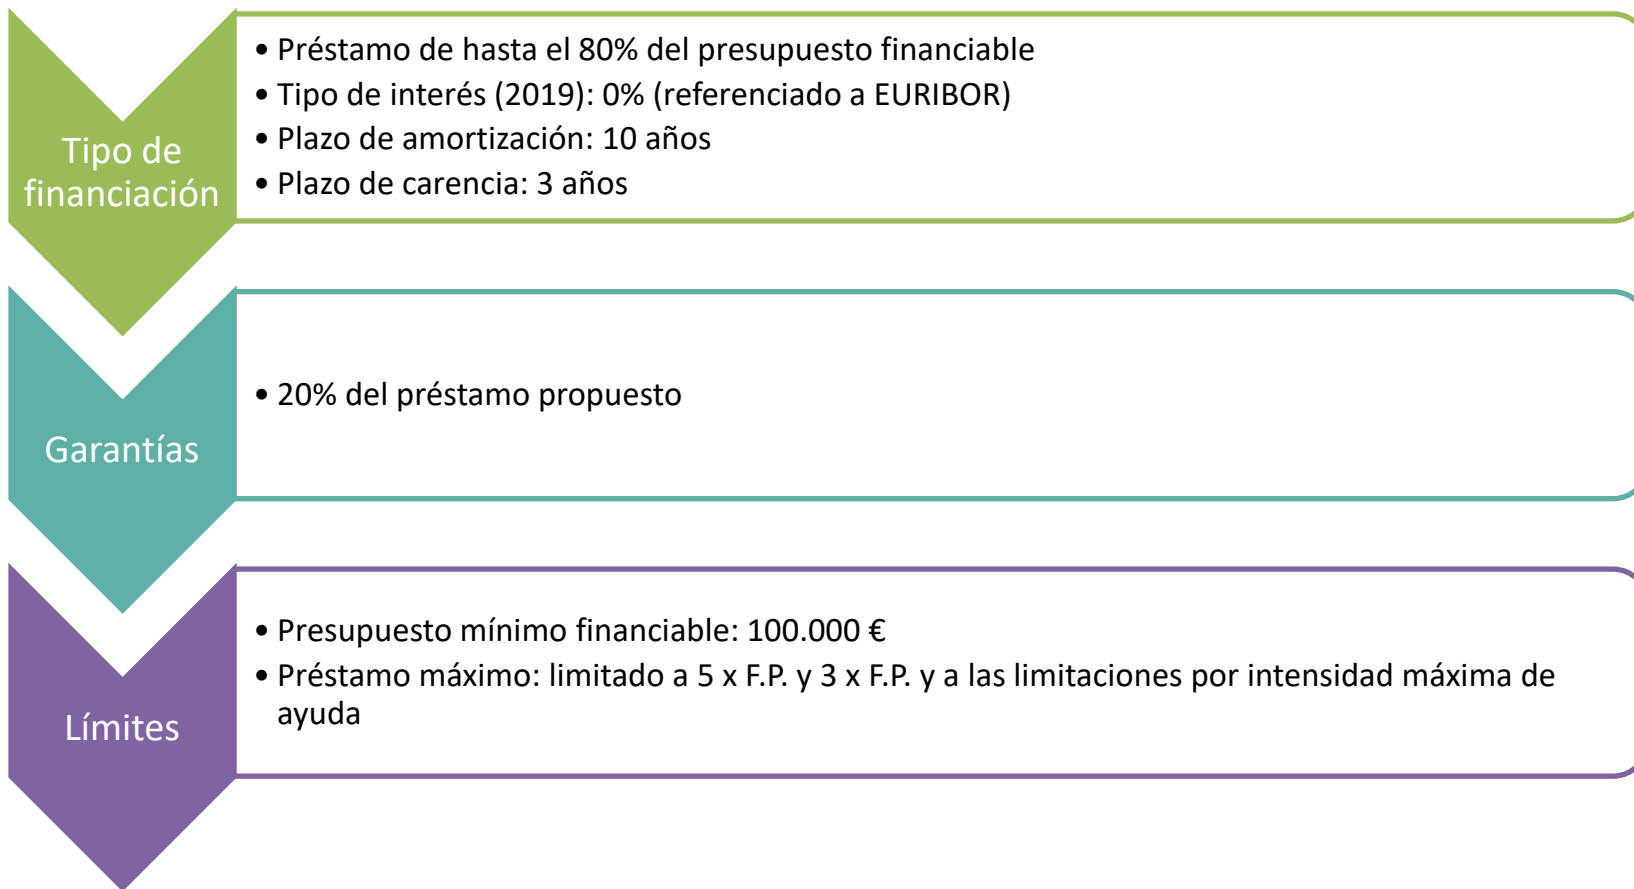 Tipo de
financiación
• Préstamo de hasta el 80% del presupuesto financiable
• Tipo de interés (2019): 0% (referenciado a EURIBOR)
• Plazo de amortización: 10 años
• Plazo de carencia: 3 años
Garantías
• 20% del préstamo propuesto
Límites
• Presupuesto mínimo financiable: 100.000 €
• Préstamo máximo: limitado a 5 x F.P. y 3 x F.P. y a las limitaciones por intensidad máxima de
ayuda